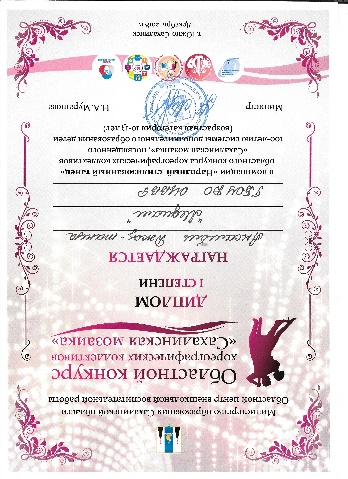 Министерство образования Сахалинской области
Областной центр внешкольной воспитательной работы
Областной конкурс
хореографических коллективов
«Сахалинская мозаика»
ДИПЛОМ
I СТЕПЕНИ
НАГРАЖДАЕТСЯ
в номинации «Народный стилизованный танец»
областного конкурса хореографических коллективов
«Сахалинская мозаика», посвященного
100-летию системы дополнительного образования детей
(возрастная категория 10-13 лет)
Министр
г. Южно-Сахалинск